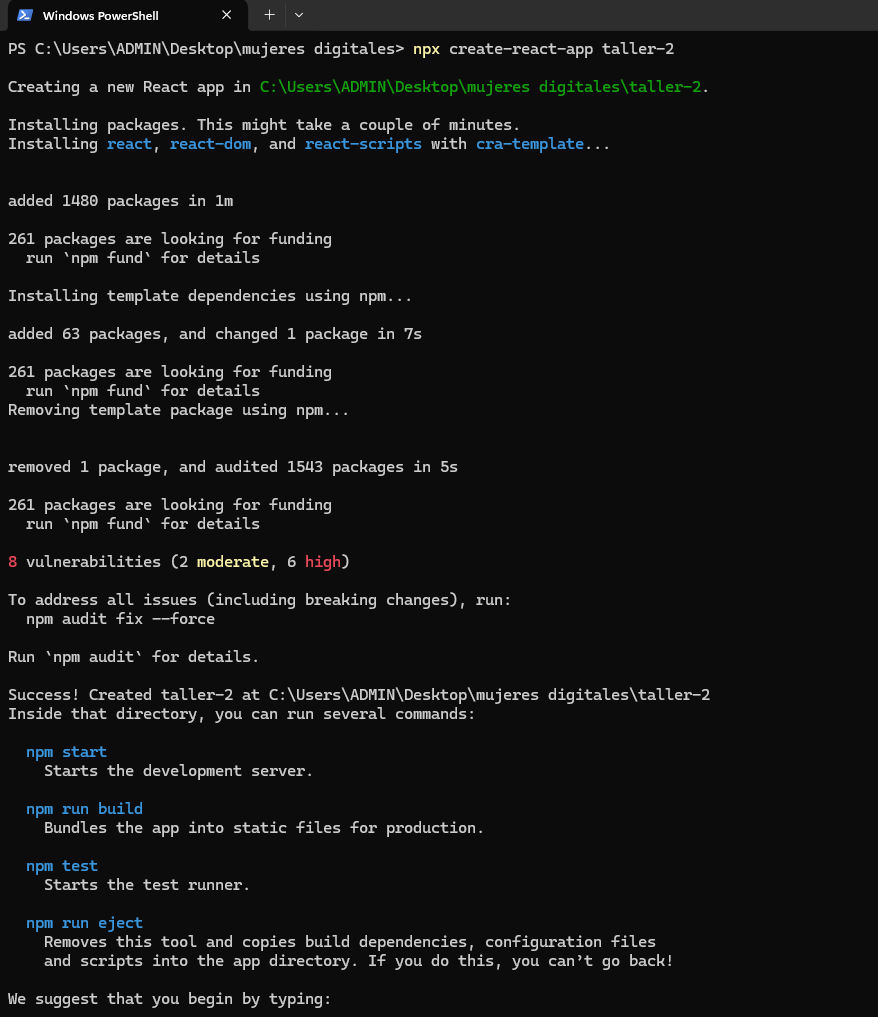 Windows PowerShell
PS C:\Users\ADMIN\Desktop\mujeres digitales> npx create-react-app taller-2
Creating a new React app in C:\Users\ADMIN\Desktop\mujeres digitales\taller-2.
Installing packages. This might take a couple of minutes.
Installing react, react-dom, and react-scripts with cra-template...
added 1480 packages in 1m
261 packages are looking for funding
  run `npm fund` for details
Installing template dependencies using npm...
added 63 packages, and changed 1 package in 7s
261 packages are looking for funding
  run `npm fund` for details
Removing template package using npm...
removed 1 package, and audited 1543 packages in 5s
261 packages are looking for funding
  run `npm fund` for details
8 vulnerabilities (2 moderate, 6 high)
To address all issues (including breaking changes), run:
  npm audit fix --force
Run `npm audit` for details.
Success! Created taller-2 at C:\Users\ADMIN\Desktop\mujeres digitales\taller-2
Inside that directory, you can run several commands:
  npm start
    Starts the development server.
  npm run build
    Bundles the app into static files for production.
  npm test
    Starts the test runner.
  npm run eject
    Removes this tool and copies build dependencies, configuration files
    and scripts into the app directory. If you do this, you can’t go back!
We suggest that you begin by typing: